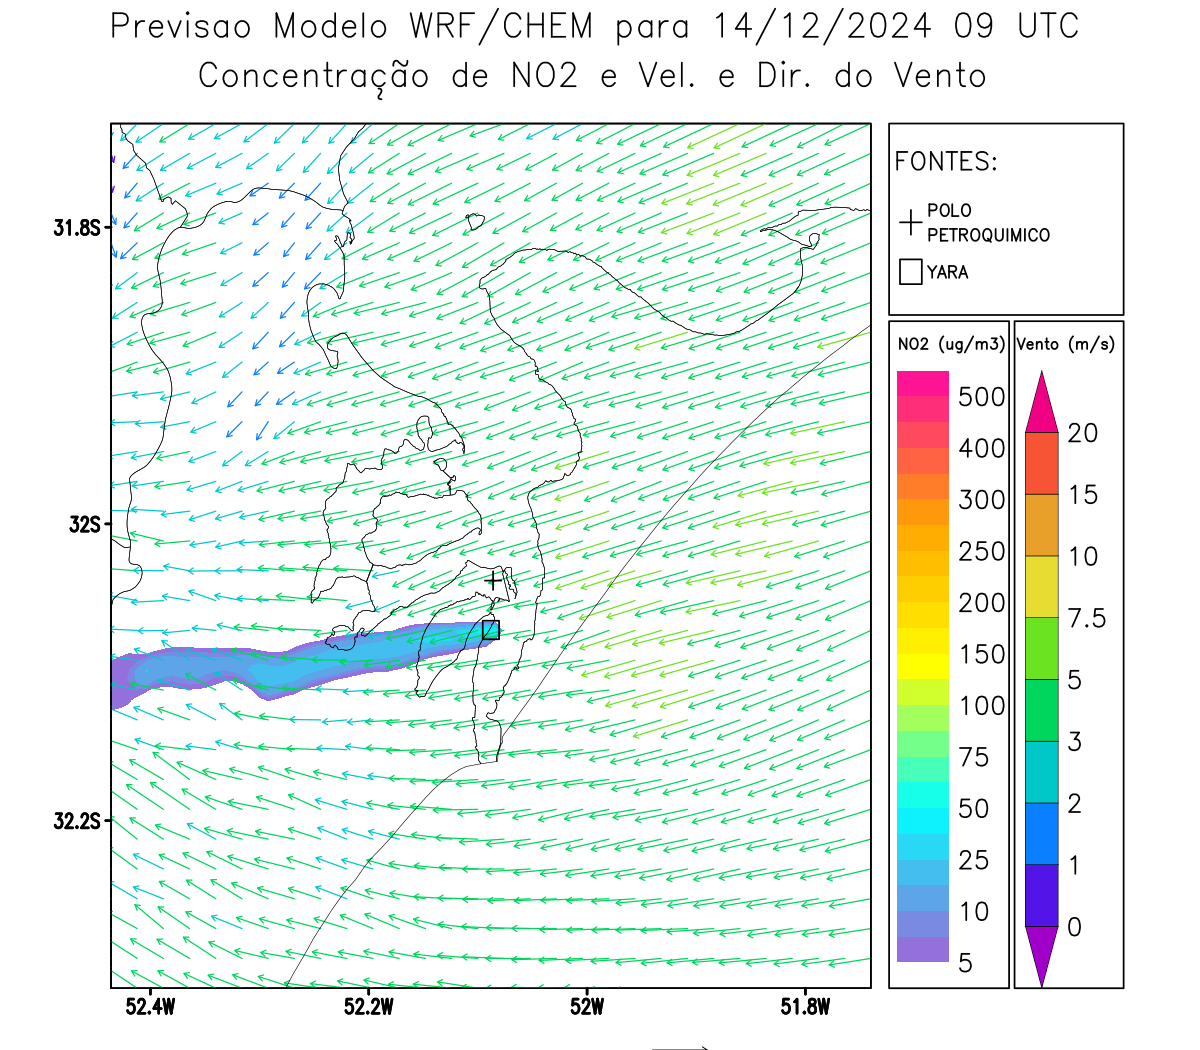 Previsao Modelo WRF/CHEM para 14/12/2024 09 UTC
Concentração de NO2 e Vel. e Dir. do Vento
FONTES:
POLO
PETROQUIMICO
YARA
31.8S
32S
32.2S
52.4W
52.2W
52W
51.8W
NO2 (ug/m3)
500
400
300
250
200
150
100
75
50
25
10
5
Vento (m/s)
20
15
10
7.5
5
3
2
1
0